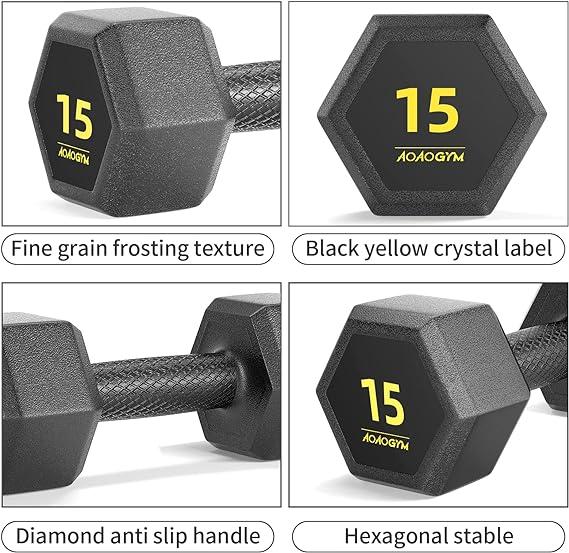 15
AOAOGYM
15
AOAOGYM
Fine grain frosting texture
Black yellow crystal label
15
AOAOGYM
Diamond anti slip handle
Hexagonal stable